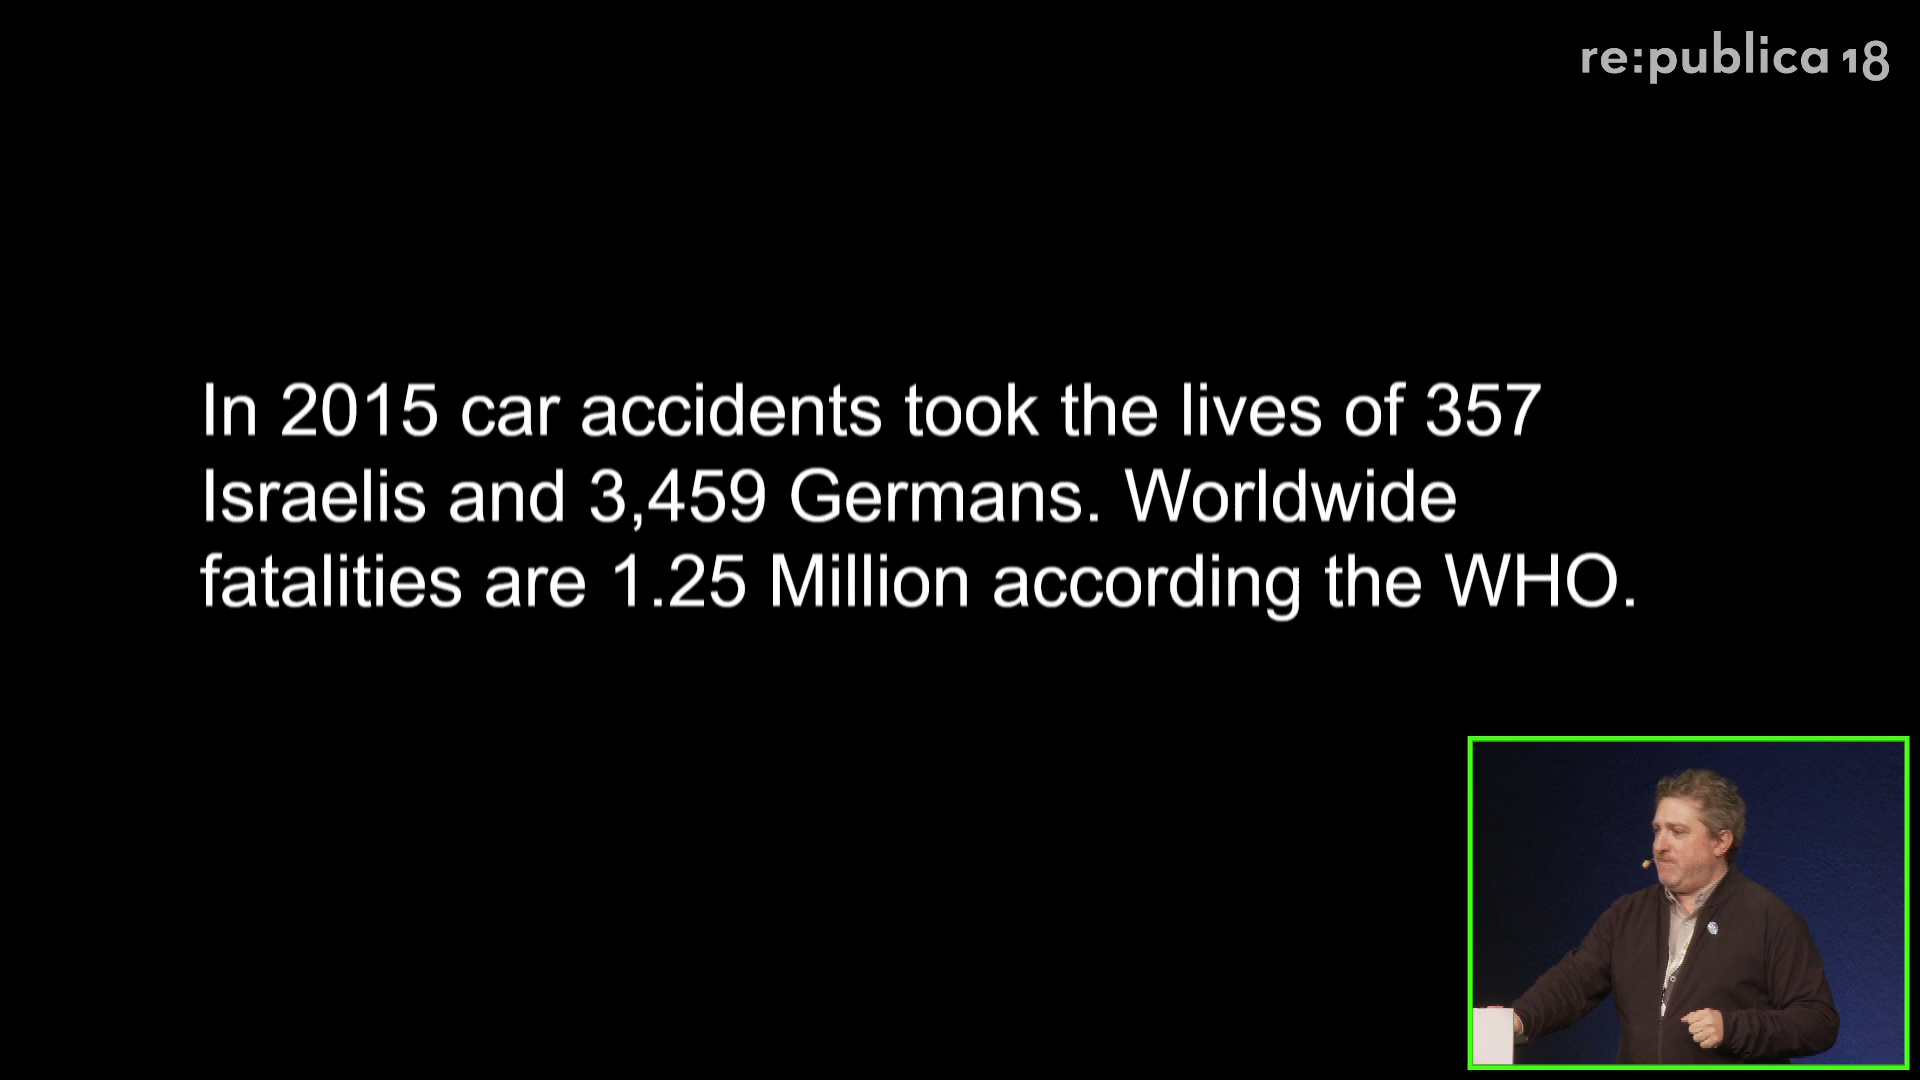 re:publica 18
In 2015 car accidents took the lives of 357
Israelis and 3,459 Germans. Worldwide
fatalities are 1.25 Million according the WHO.